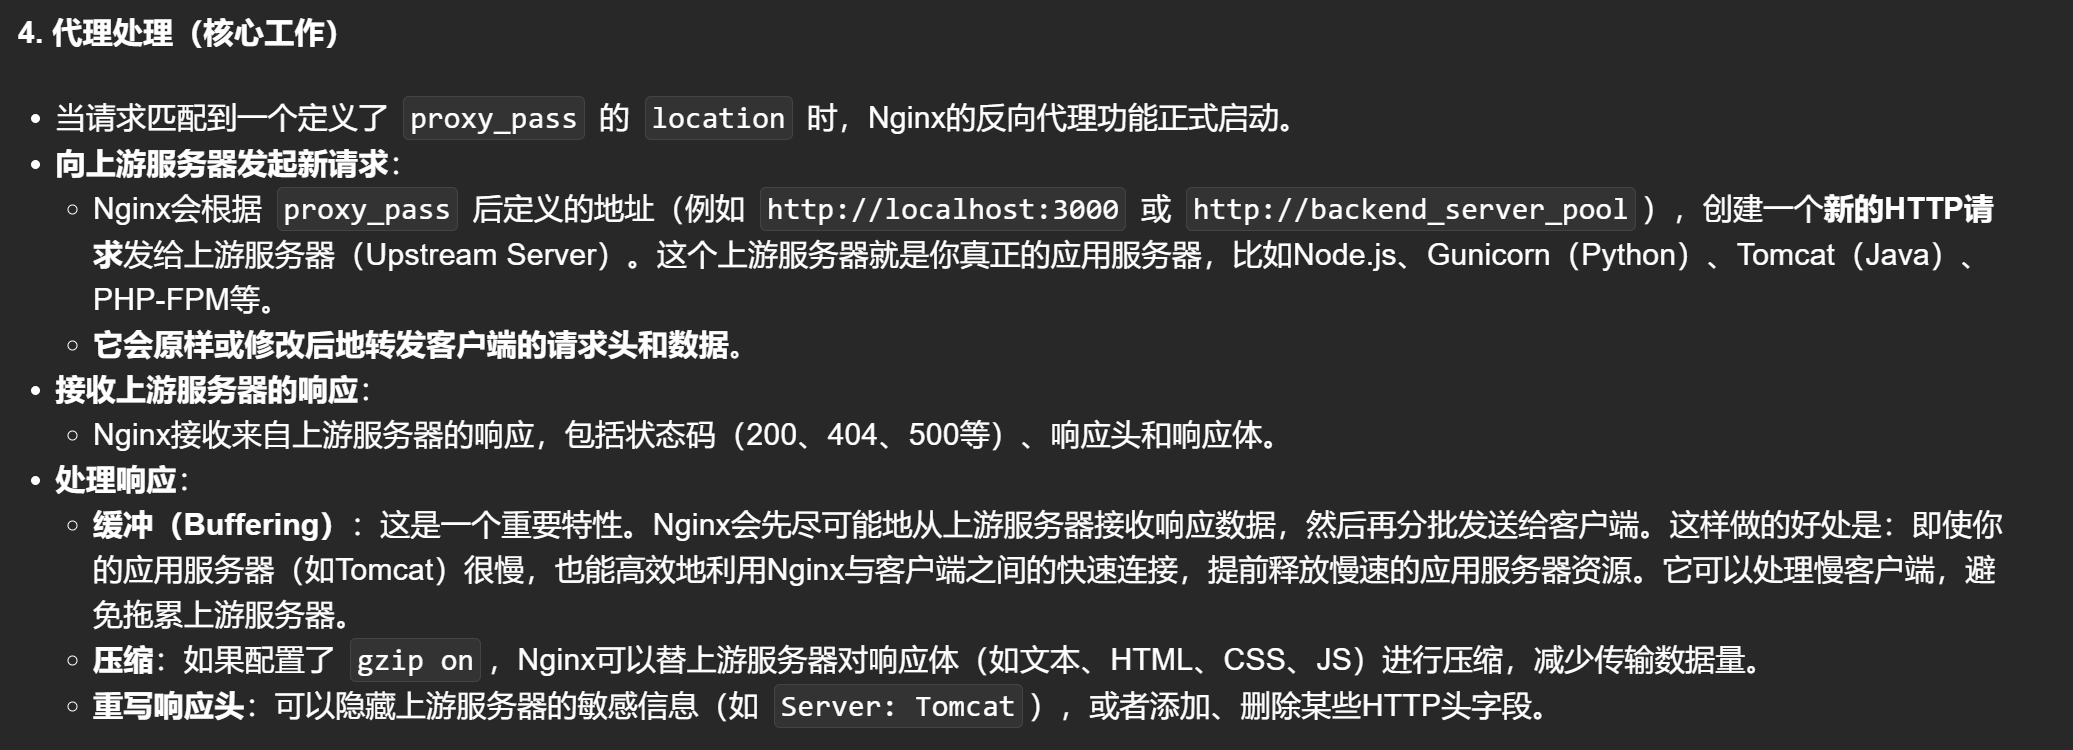 4. 代理处理（核心工作）
• 当请求匹配到一个定义了 proxy_pass 的 location 时，Nginx的反向代理功能正式启动。
• 向上游服务器发起新请求：
◦ Nginx会根据 proxy_pass 后定义的地址（例如 http://localhost:3000 或 http://backend_server_pool ），创建一个新的HTTP请
求发给上游服务器（Upstream Server）。这个上游服务器就是你真正的应用服务器，比如Node.js、Gunicorn（Python）、Tomcat（Java）、
PHP-FPM等。
◦ 它会原样或修改后地转发客户端的请求头和数据。
• 接收上游服务器的响应：
◦ Nginx接收来自上游服务器的响应，包括状态码（200、404、500等）、响应头和响应体。
• 处理响应：
◦ 缓冲（Buffering）：这是一个重要特性。Nginx会先尽可能地从上游服务器接收响应数据，然后再分批发送给客户端。这样做的好处是：即使你
的应用服务器（如Tomcat）很慢，也能高效地利用Nginx与客户端之间的快速连接，提前释放慢速的应用服务器资源。它可以处理慢客户端，避
免拖累上游服务器。
◦ 压缩：如果配置了 gzip on ，Nginx可以替上游服务器对响应体（如文本、HTML、CSS、JS）进行压缩，减少传输数据量。
◦ 重写响应头：可以隐藏上游服务器的敏感信息（如 Server: Tomcat ），或者添加、删除某些HTTP头字段。